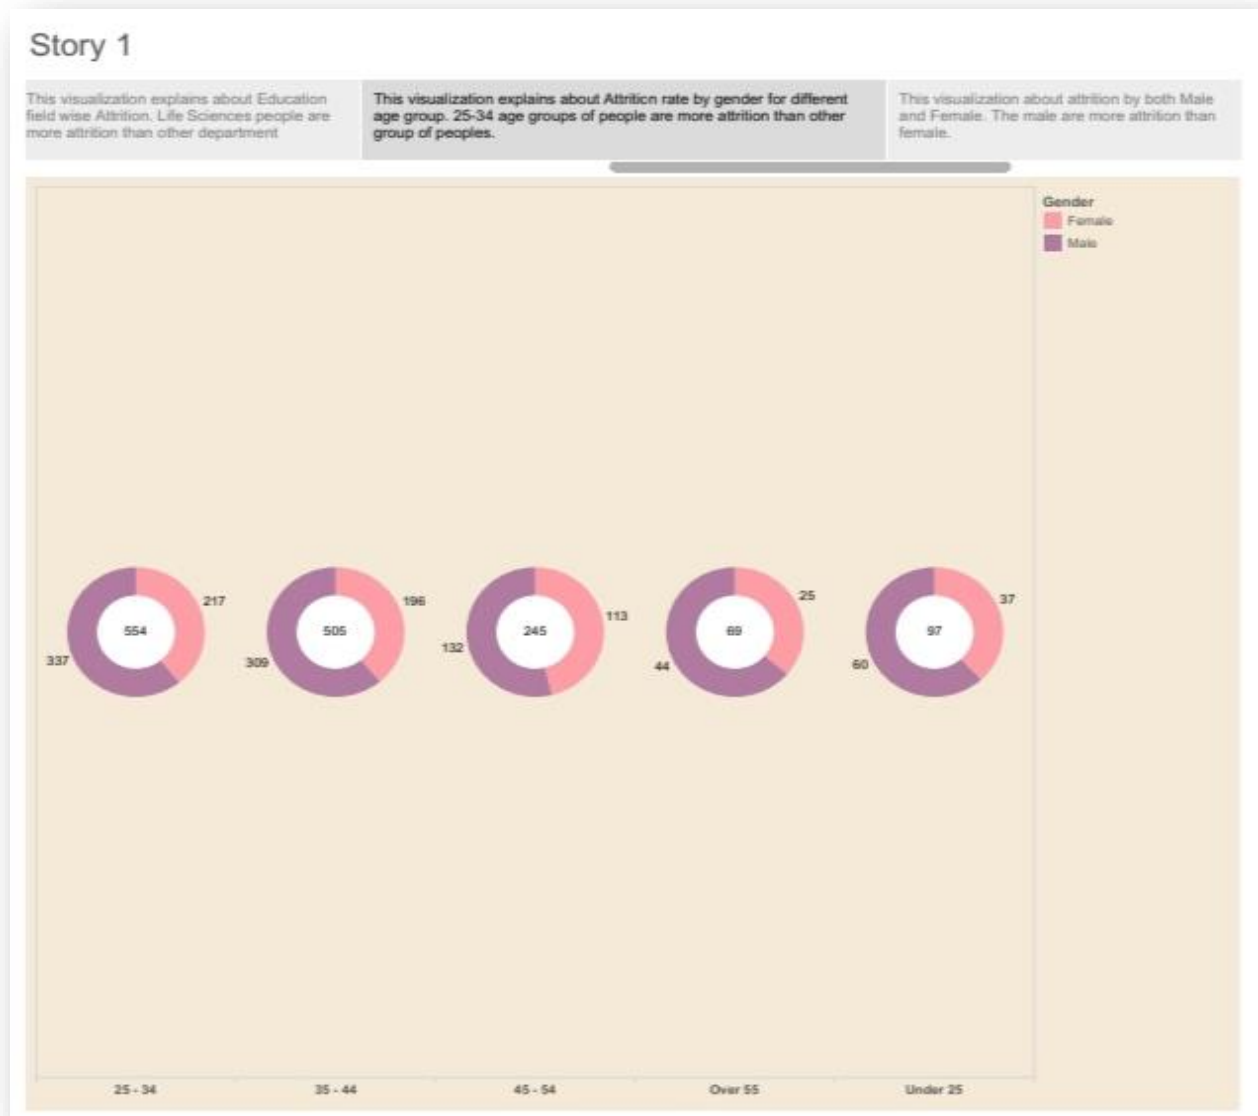 Story 1
This visualization explains about Education
field wise Attrition. Life Sciences people are
more attrition than other department
This visualization explains about Attriticn rate by gender for different
age group. 25-34 age groups of people are more attrition than other
group of peoples.
This visualization about attrition by both Male
and Female. The male are more attrition than
female.
Gender
Female
Male
217
554
337
196
505
309
113
245
132
25
69
44
37
97
60
25 - 34
35 - 44
45 - 54
Over 55
Under 25